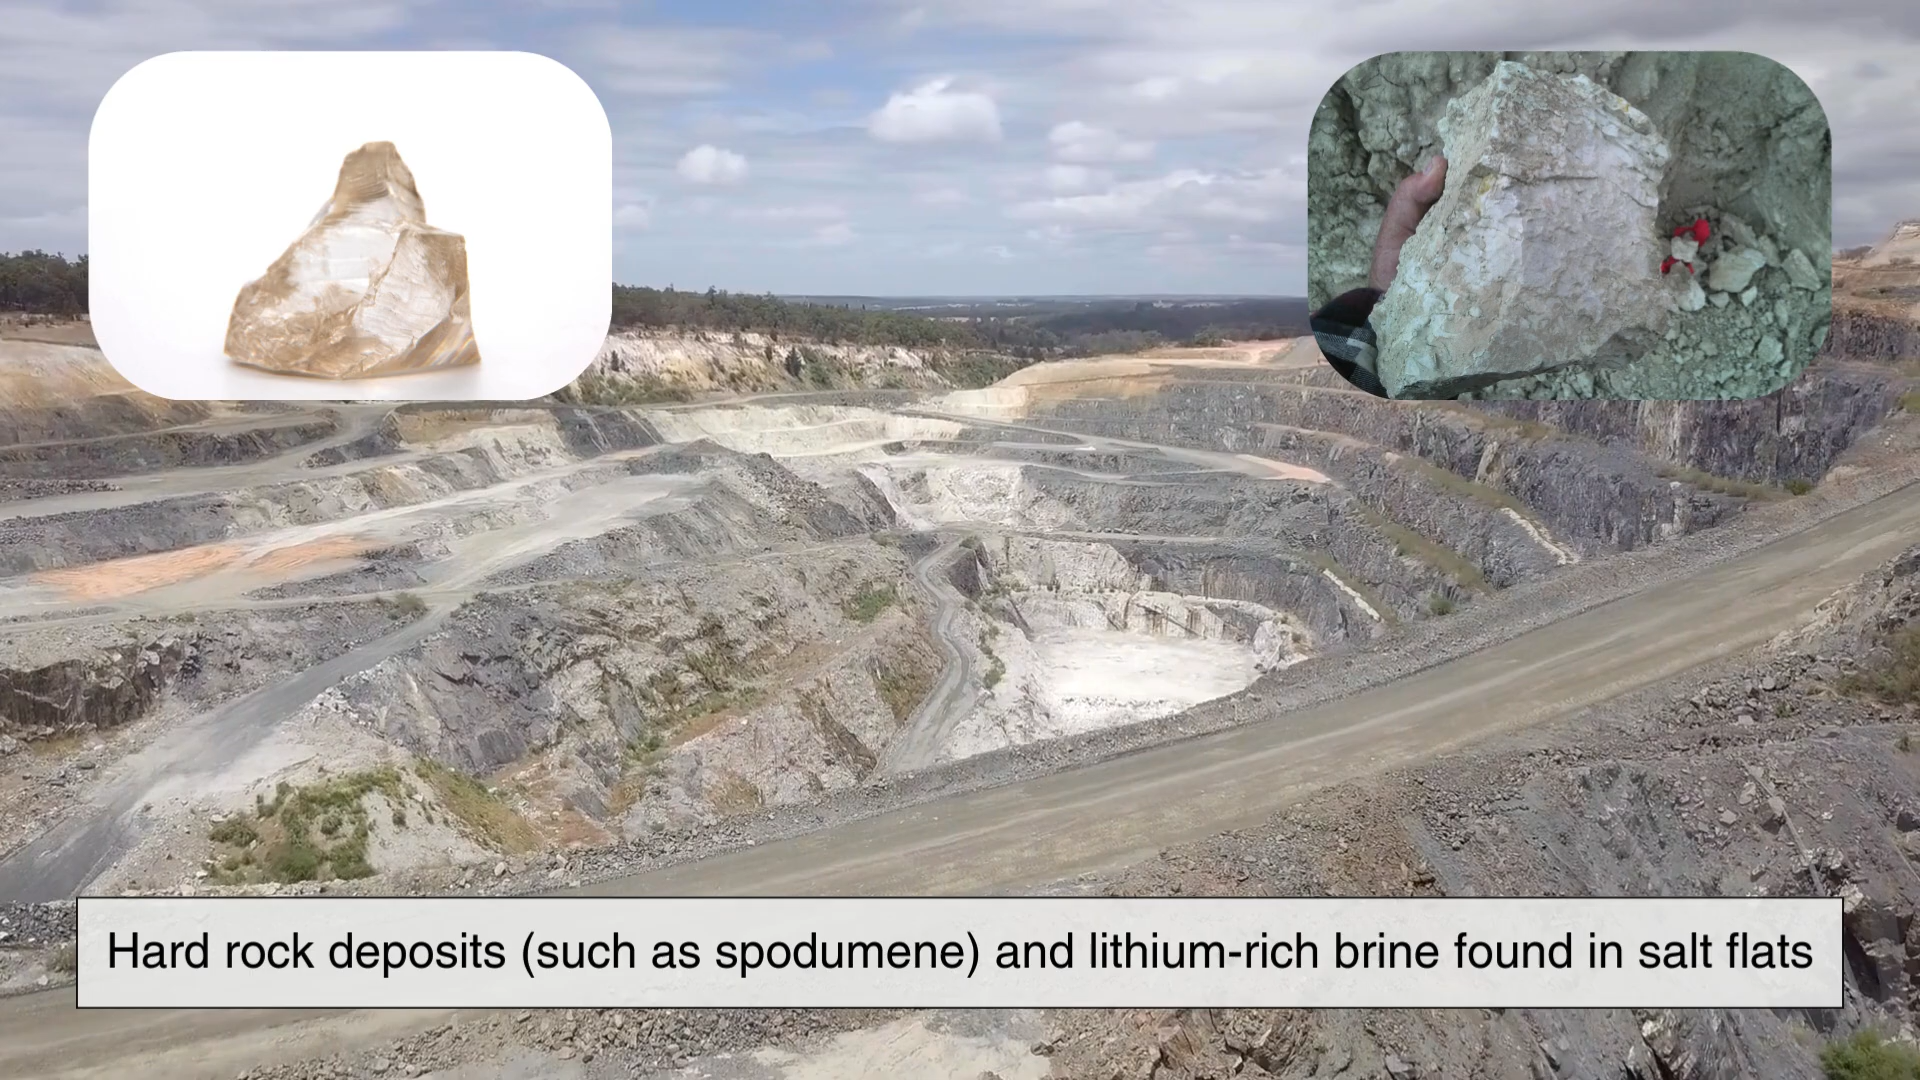 Hard rock deposits (such as spodumene) and lithium-rich brine found in salt flats